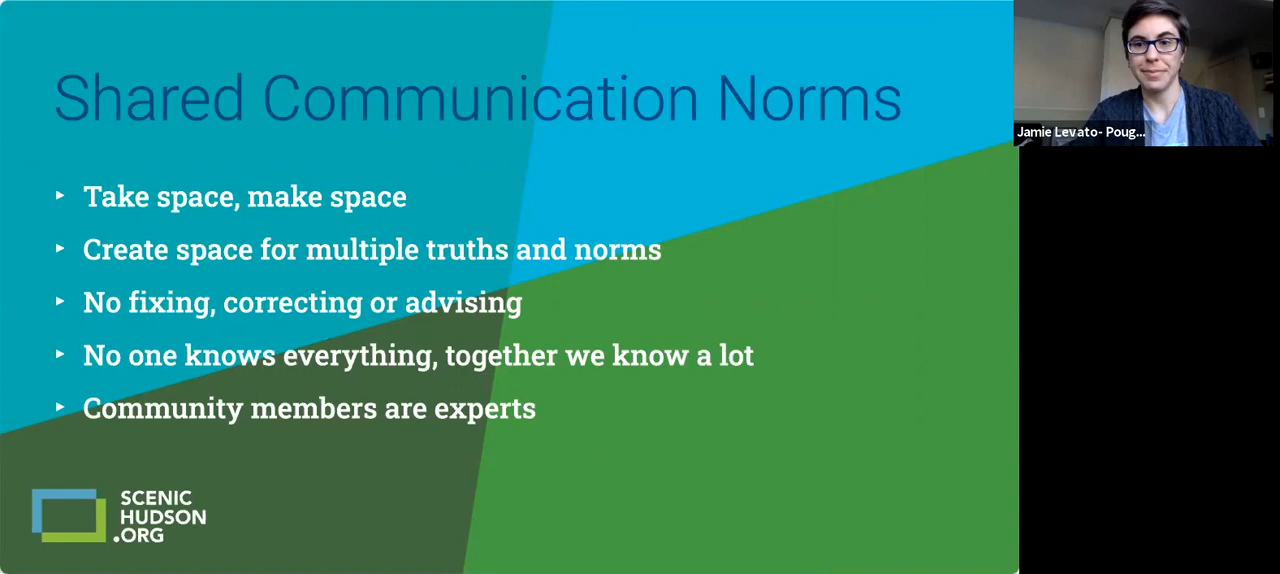 Shared Communication Norms
Take space, make space
Create space for multiple truths and norms
No fixing, correcting or advising
No one knows everything, together we know a lot
Community members are experts
SCENIC
HUDSON
.ORG
Jamie Levato- Poug...